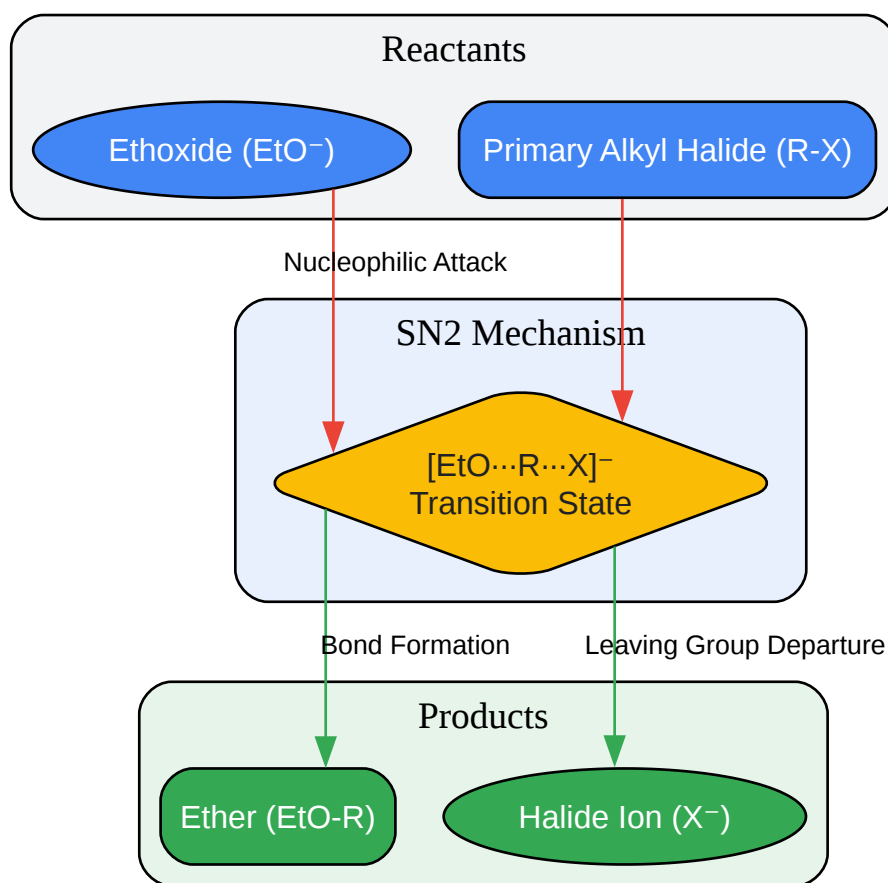 Reactants
Ethoxide (EtO⁻)
Primary Alkyl Halide (R-X)
Nucleophilic Attack
SN2 Mechanism
[EtO···R···X]⁻
Transition State
Bond Formation
Leaving Group Departure
Products
Ether (EtO-R)
Halide Ion (X⁻)